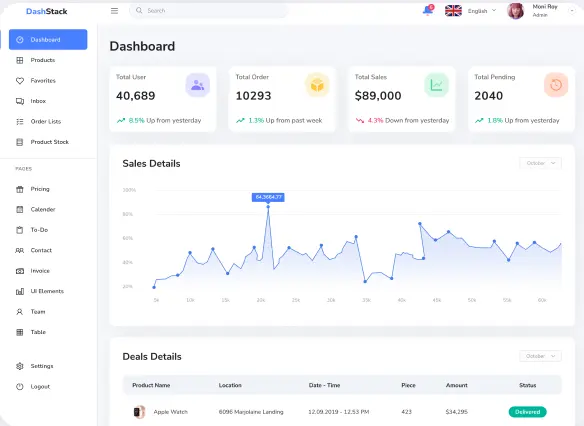 DashStack
Search
6
English
Moni Roy
Admin
Dashboard
Products
Favorites
Inbox
Order Lists
Product Stock
PAGES
Pricing
Calender
To-Do
Contact
Invoice
UI Elements
Team
Table
Settings
Logout
Dashboard
Total User
40,689
8.5% Up from yesterday
Total Order
10293
1.3% Up from past week
Total Sales
$89,000
4.3% Down from yesterday
Total Pending
2040
1.8% Up from yesterday
Sales Details
October
100%
80%
60%
40%
20%
64,3664.77
5k 10k 15k 20k 25k 30k 35k 40k 45k 50k 55k 60k
Deals Details
October
Product Name Location Date - Time Piece Amount Status
Apple Watch 6096 Marjolaine Landing 12.09.2019 - 12.53 PM 423 $34,295 Delivered